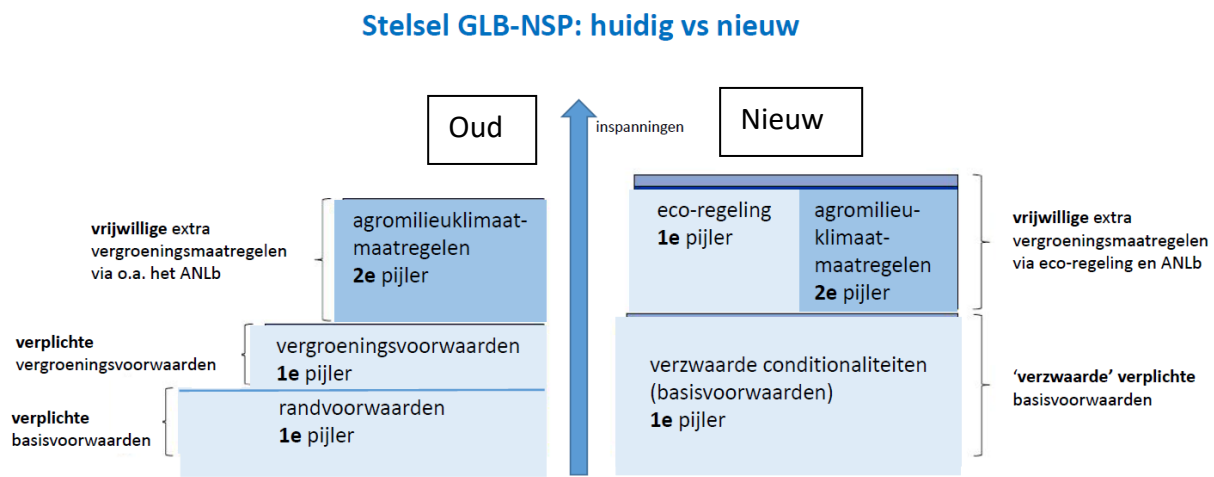 Stelsel GLB-NSP: huidig vs nieuw
Oud
inspanningen
Nieuw
vrijwillige extra
vergroeningsmaatregelen
via o.a. het ANLb
agromilieuklimaat-
maatregelen
2e pijler
verplichte
vergroeningsvoorwaarden
vergroeningsvoorwaarden
1e pijler
verplichte
basisvoorwaarden
randvoorwaarden
1e pijler
eco-regeling
1e pijler
agromilieu-
klimaat-
maatregelen
2e pijler
vrijwillige extra
vergroeningsmaatregelen
via eco-regeling en ANLb
verzwaarde conditionaliteiten
(basisvoorwaarden)
1e pijler
‘verzwaarde’ verplichte
basisvoorwaarden